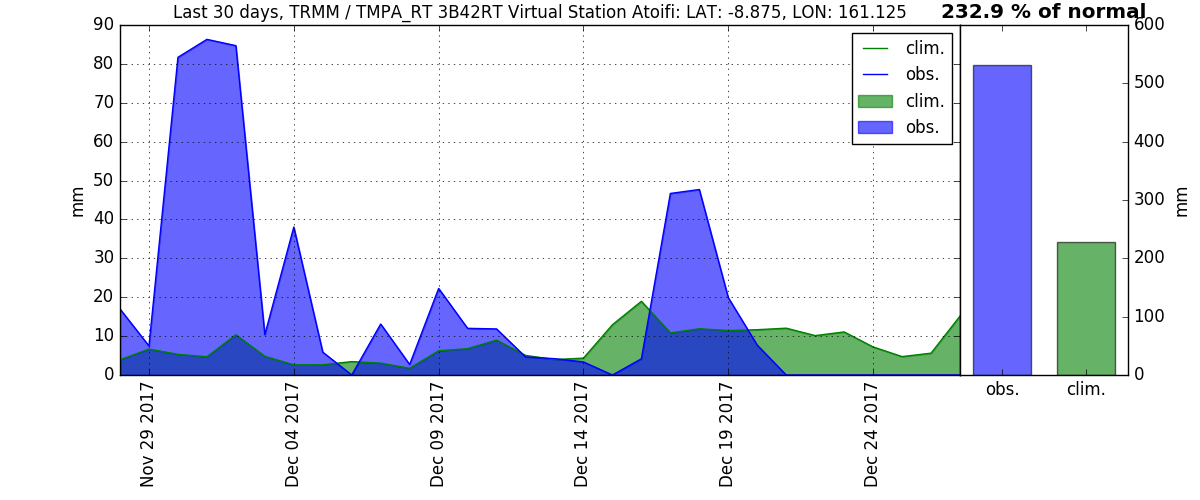 Last 30 days, TRMM / TMPA_RT 3B42RT Virtual Station Atoifi: LAT: -8.875, LON: 161.125
232.9 % of normal
90
80
70
60
50
40
30
20
10
0
mm
clim.
obs.
clim.
obs.
Nov 29 2017
Dec 04 2017
Dec 09 2017
Dec 14 2017
Dec 19 2017
Dec 24 2017
600
500
400
300
200
100
0
mm
obs.
clim.